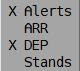 X Alerts
ARR
X DEP
Stands